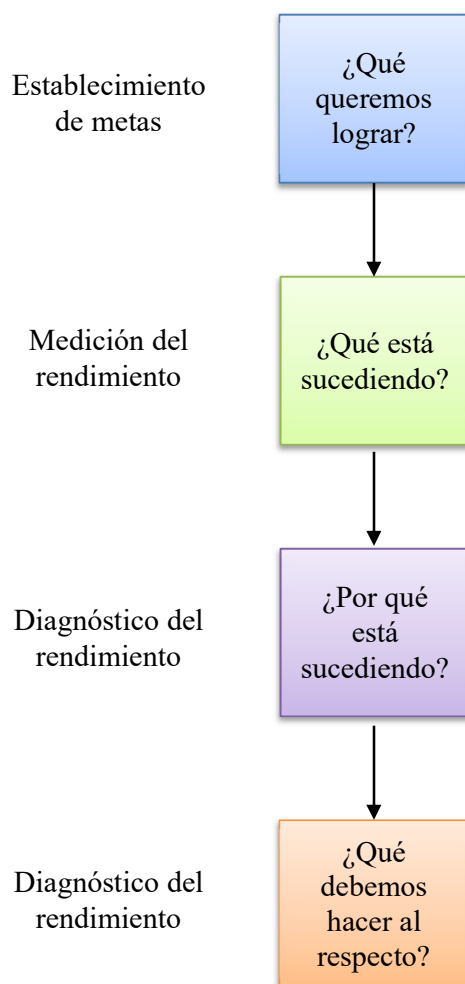 Establecimiento
de metas
¿Qué
queremos
lograr?
Medición del
rendimiento
¿Qué está
sucediendo?
Diagnóstico del
rendimiento
¿Por qué
está
sucediendo?
Diagnóstico del
rendimiento
¿Qué
debemos
hacer al
respecto?